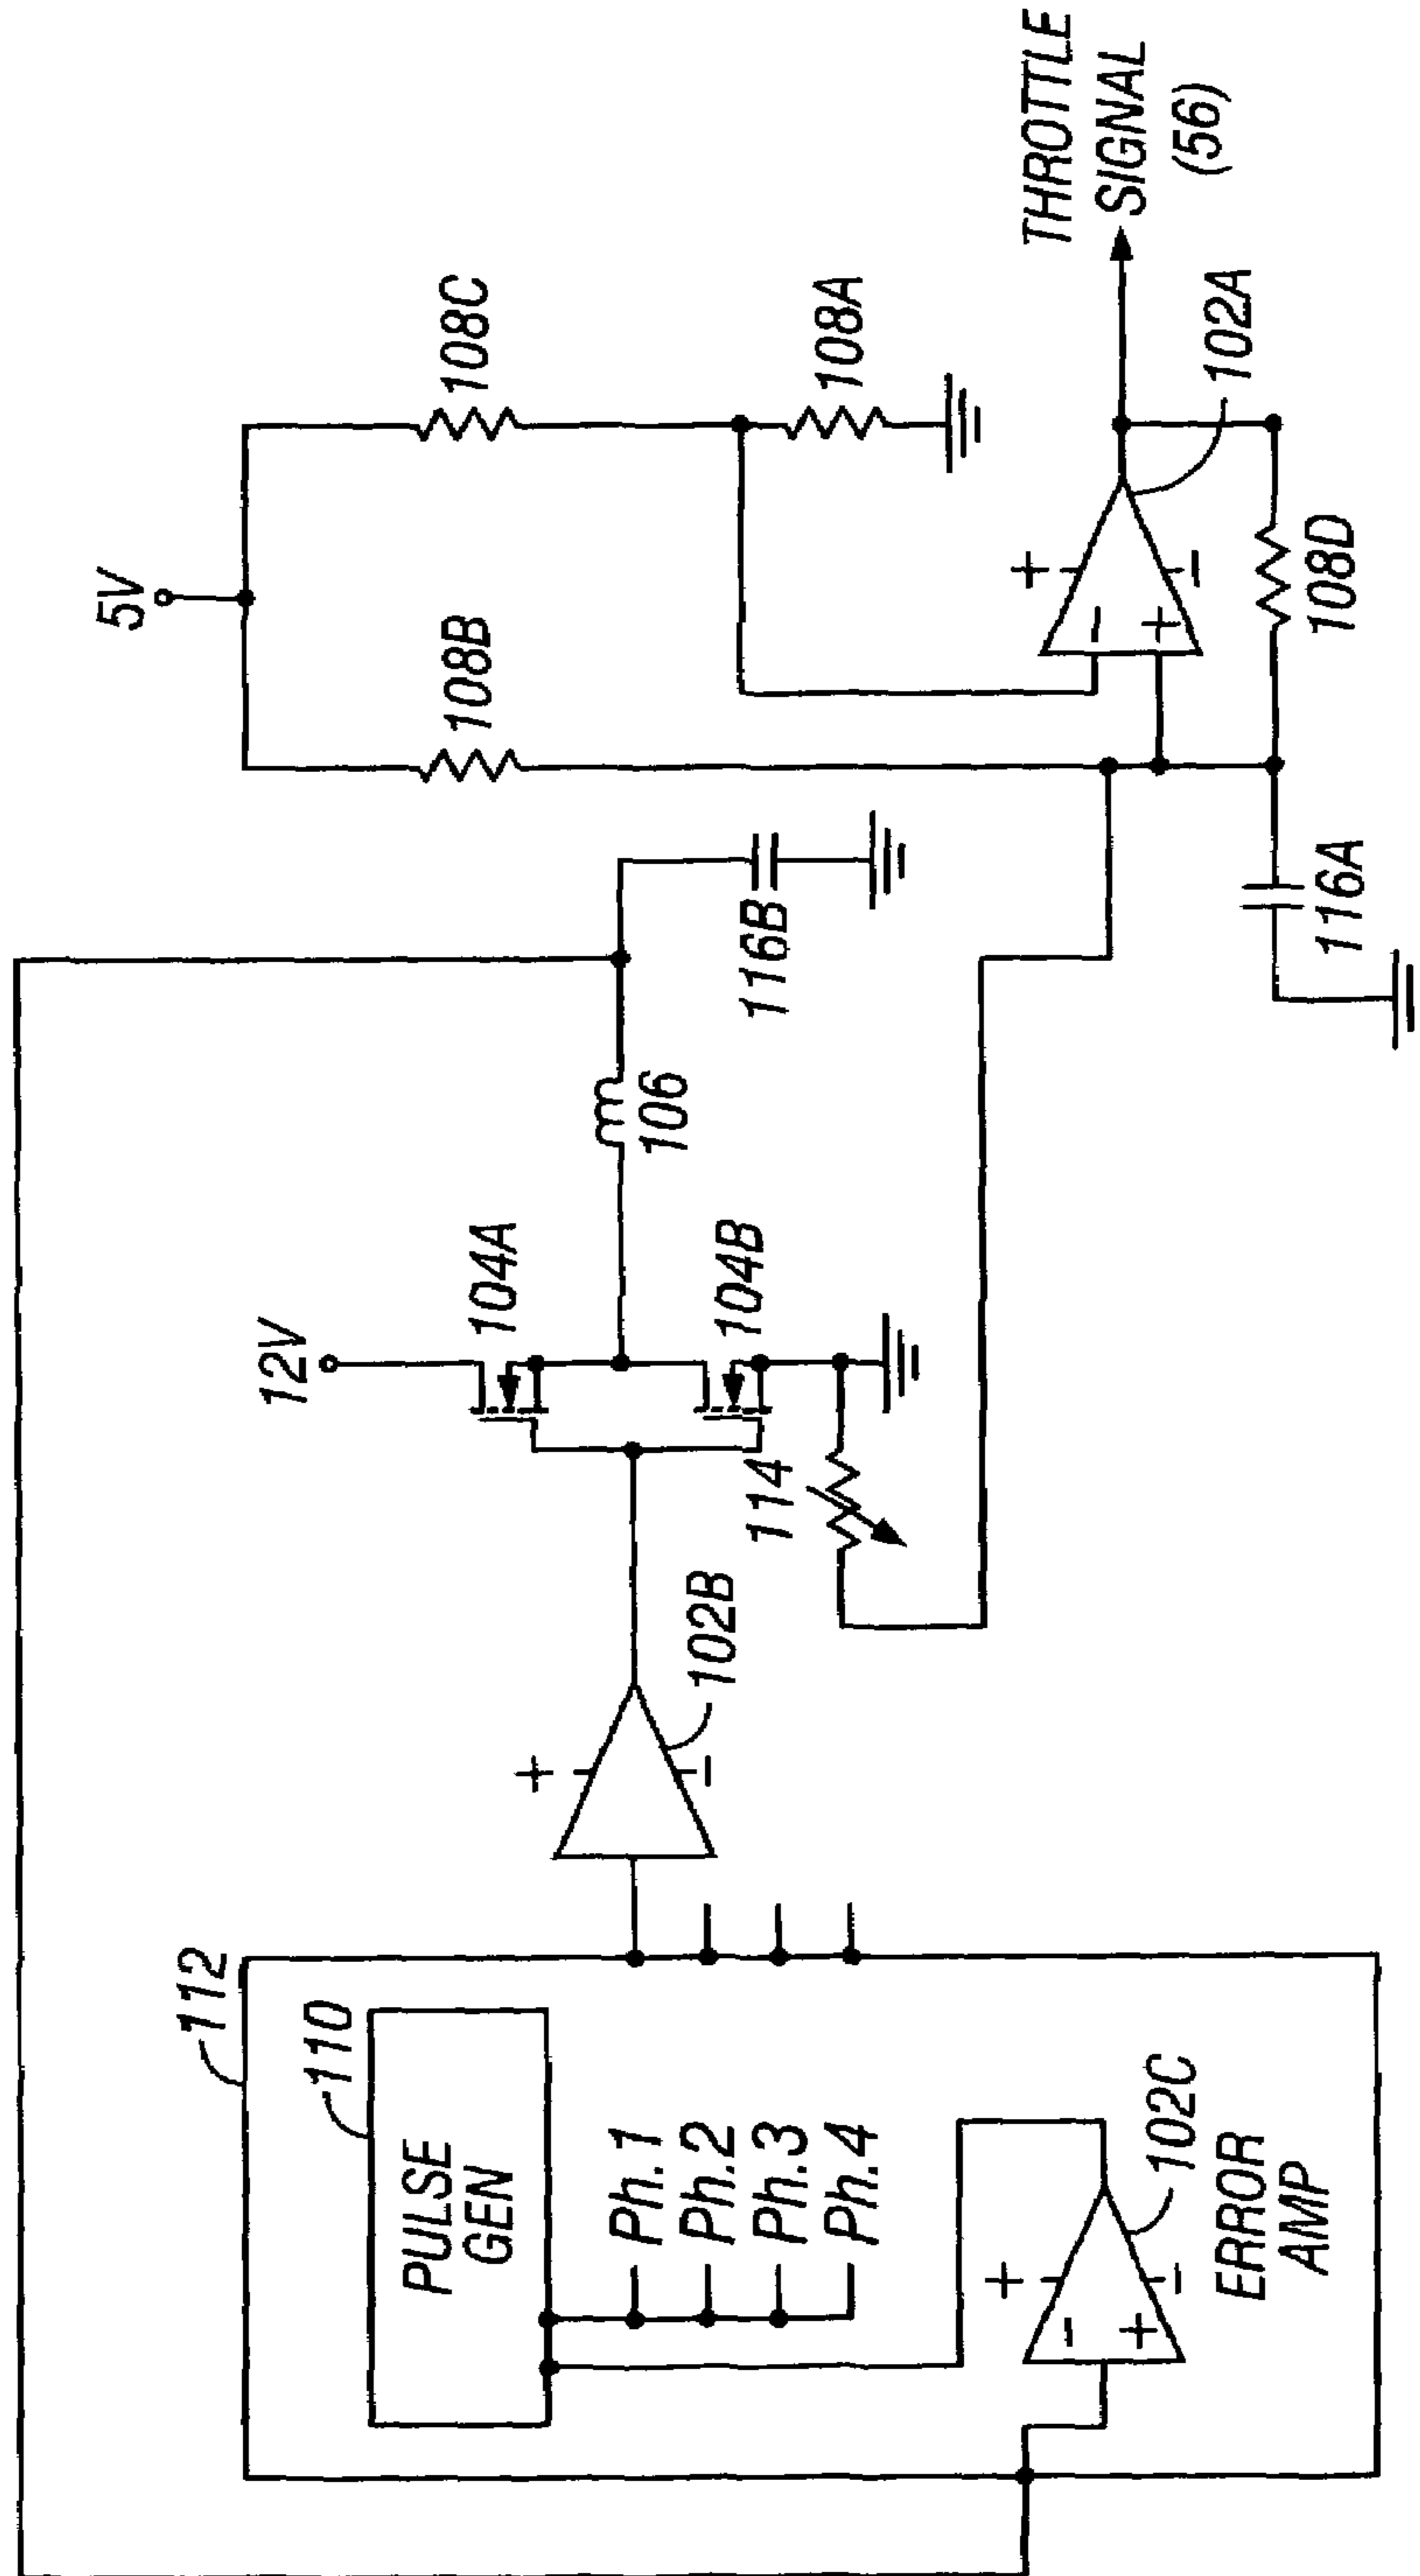 112
110
PULSE
GEN
Ph.1
Ph.2
Ph.3
Ph.4
-
+
+
-
102C
ERROR
AMP
+
-
102B
12V
104A
104B
114
106
116B
5V
108B
108C
108A
-
+
+
-
102A
108D
116A
THROTTLE
SIGNAL
(56)